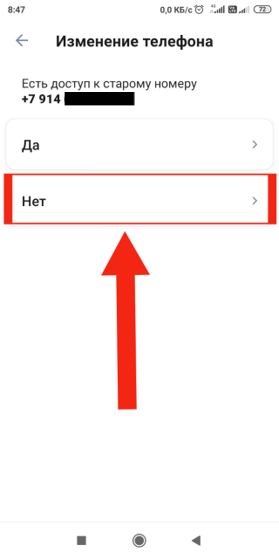 8:47
0,0 КБ/с
72
Изменение телефона
Есть доступ к старому номеру
+7 914
Да
Нет